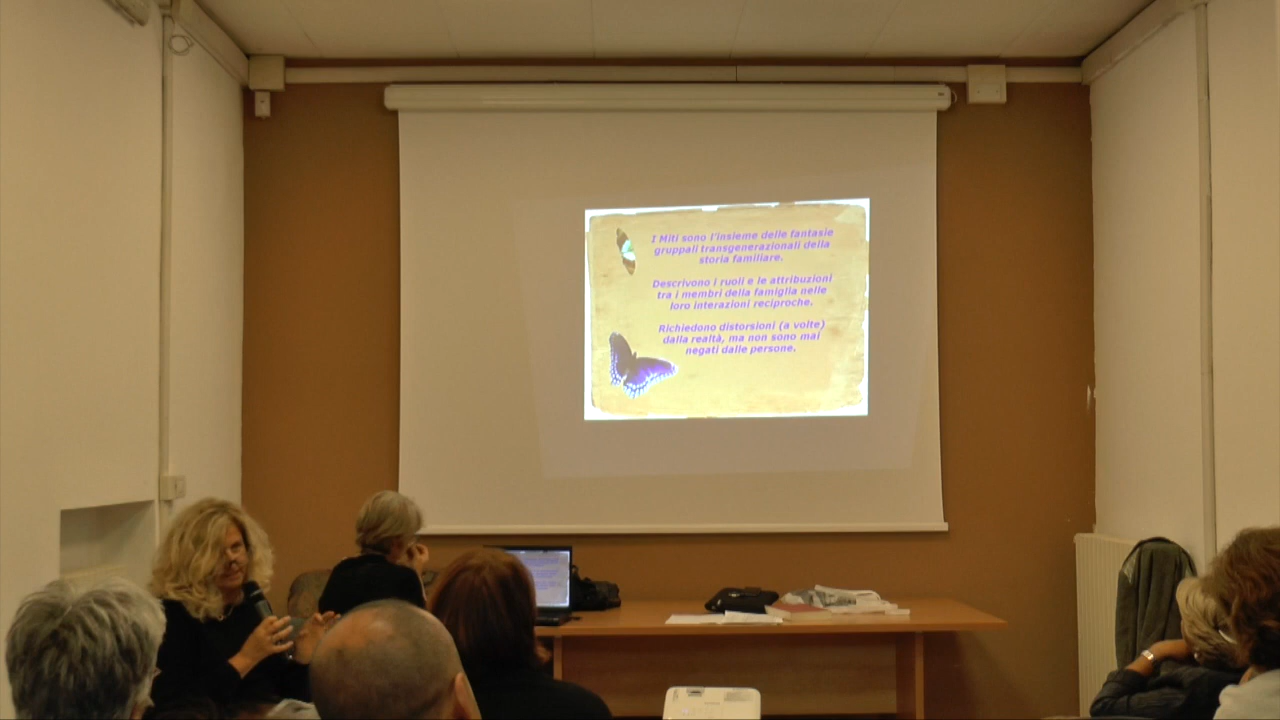 I Miti sono l'insieme delle fantasie
gruppali transgenerazionali della
storia familiare.
Descrivono i ruoli e le attribuzioni
tra i membri della famiglia nelle
loro interazioni reciproche.
Richiedono distorsioni (a volte)
dalla realtà, ma non sono mai
negati dalle persone.